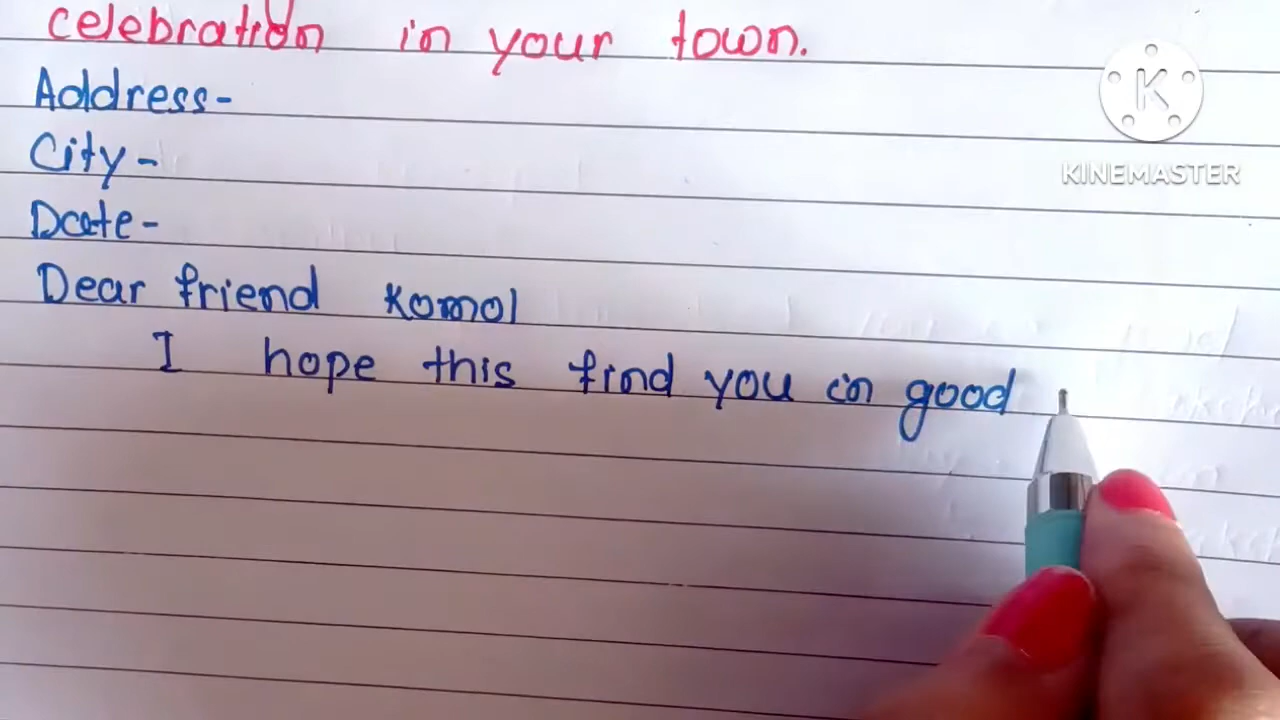 celebration in your town.
Address-
City-
Date-
Dear friend Komol
I hope this find you in good
K
KINEMASTER